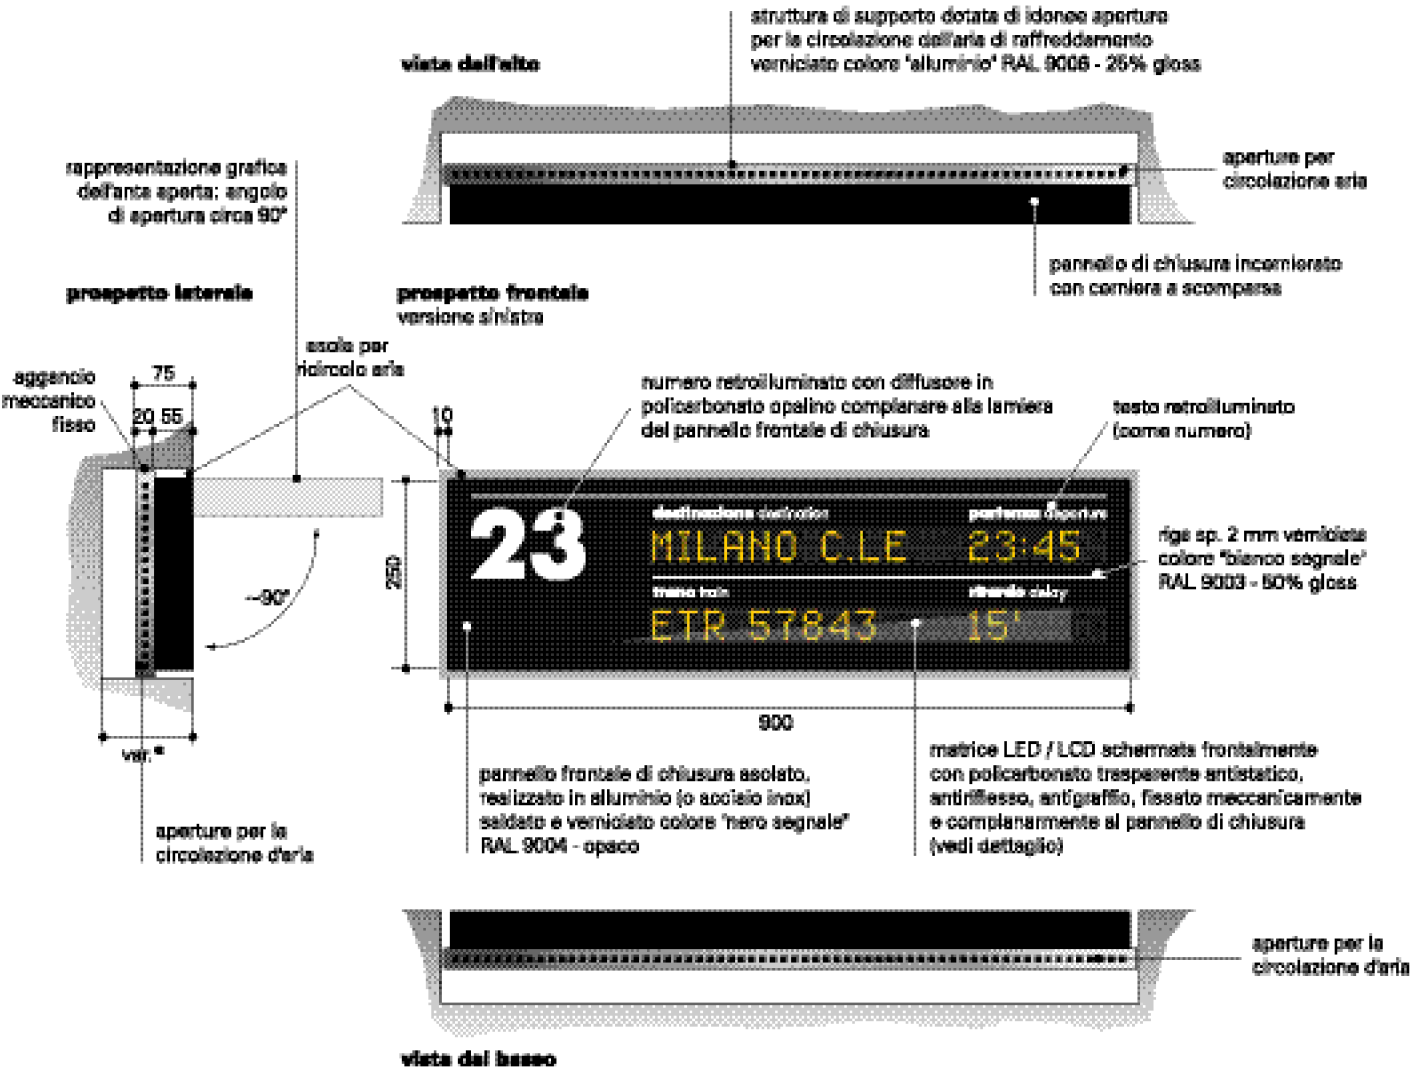 struttura di supporto dotata di idonee aperture
per la circolazione dell'aria di raffreddamento
verniciato colore "alluminio" RAL 9006 - 25% gloss
vista dall'alto
aperture per
circolazione aria
rappresentazione grafica
dell'anta aperta: angolo
di apertura circa 90°
pannello di chiusura incernierato
con cerniera a scomparsa
prospetto laterale
prospetto frontale
versione sinistra
asola per
ricircolo aria
aggancio
meccanico
fisso
75
20 55
10
numero retroilluminato con diffusore in
policarbonato opalino complanare alla lamiera
del pannello frontale di chiusura
testo retroilluminato
(come numero)
23
destinazione destination
partenza departure
MILANO C.LE 23:45
treno train
ritardo delay
ETR 57843 15'
riga sp. 2 mm verniciata
colore "bianco segnale"
RAL 9003 - 50% gloss
250
~90°
900
var.*
pannello frontale di chiusura asolato,
realizzato in alluminio (o acciaio inox)
saldato e verniciato colore "nero segnale"
RAL 9004 - opaco
matrice LED / LCD schermata frontalmente
con policarbonato trasparente antistatico,
antiriflesso, antigraffio, fissato meccanicamente
e complanarmente al pannello di chiusura
(vedi dettaglio)
aperture per la
circolazione d'aria
aperture per la
circolazione d'aria
vista dal basso